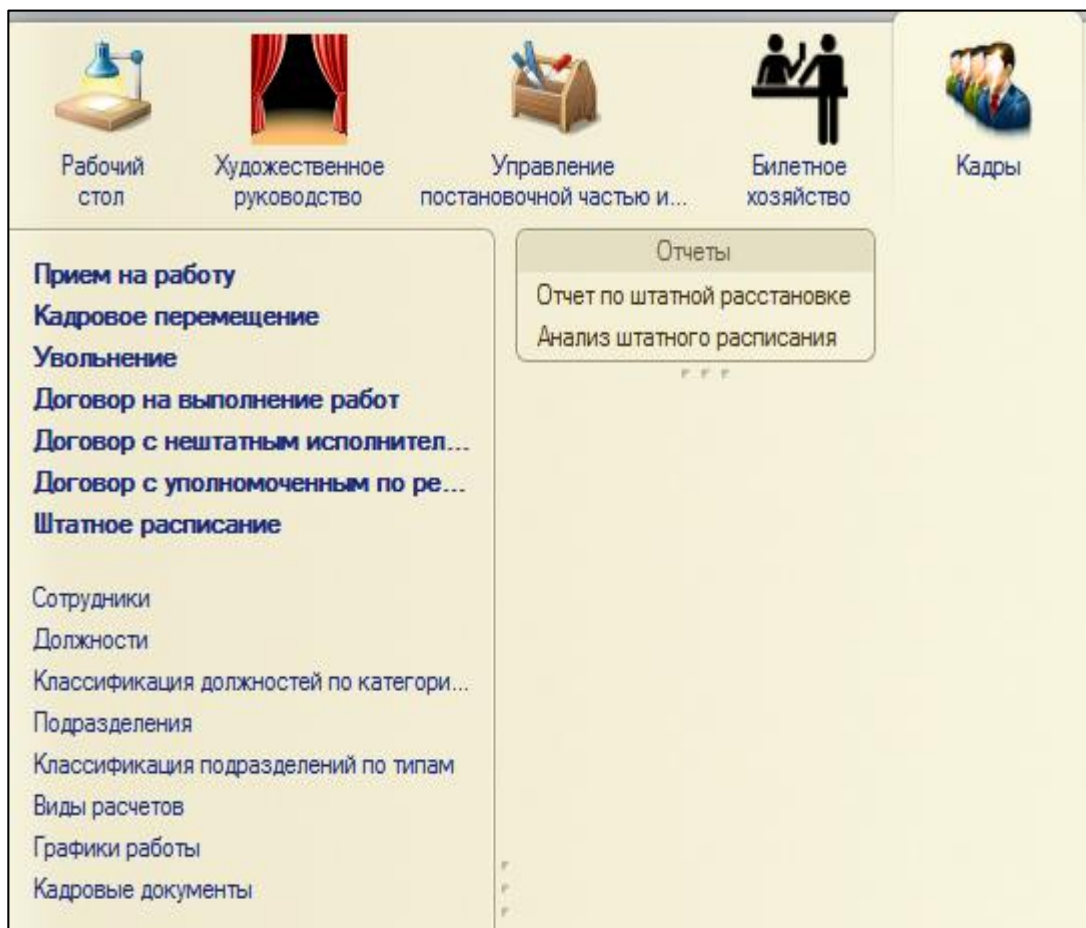 Рабочий
стол
Художественное
руководство
Управление
постановочной частью и...
Билетное
хозяйство
Кадры
Прием на работу
Кадровое перемещение
Увольнение
Договор на выполнение работ
Договор с нештатным исполнител...
Договор с уполномоченным по ре...
Штатное расписание
Сотрудники
Должности
Классификация должностей по категори...
Подразделения
Классификация подразделений по типам
Виды расчетов
Графики работы
Кадровые документы
Отчеты
Отчет по штатной расстановке
Анализ штатного расписания